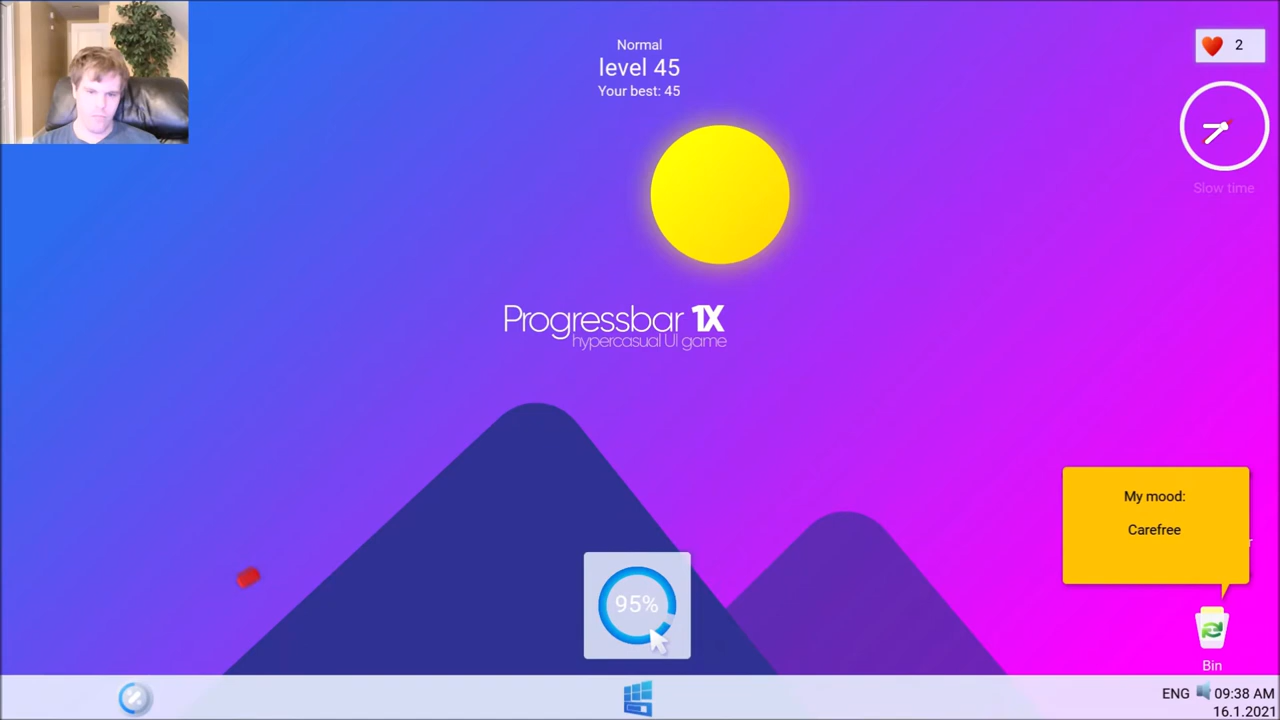 Normal
level 45
Your best: 45
2
Slow time
Progressbar 1X
hypercasual UI game
My mood:
Carefree
95%
Bin
ENG 09:38 AM
16.1.2021